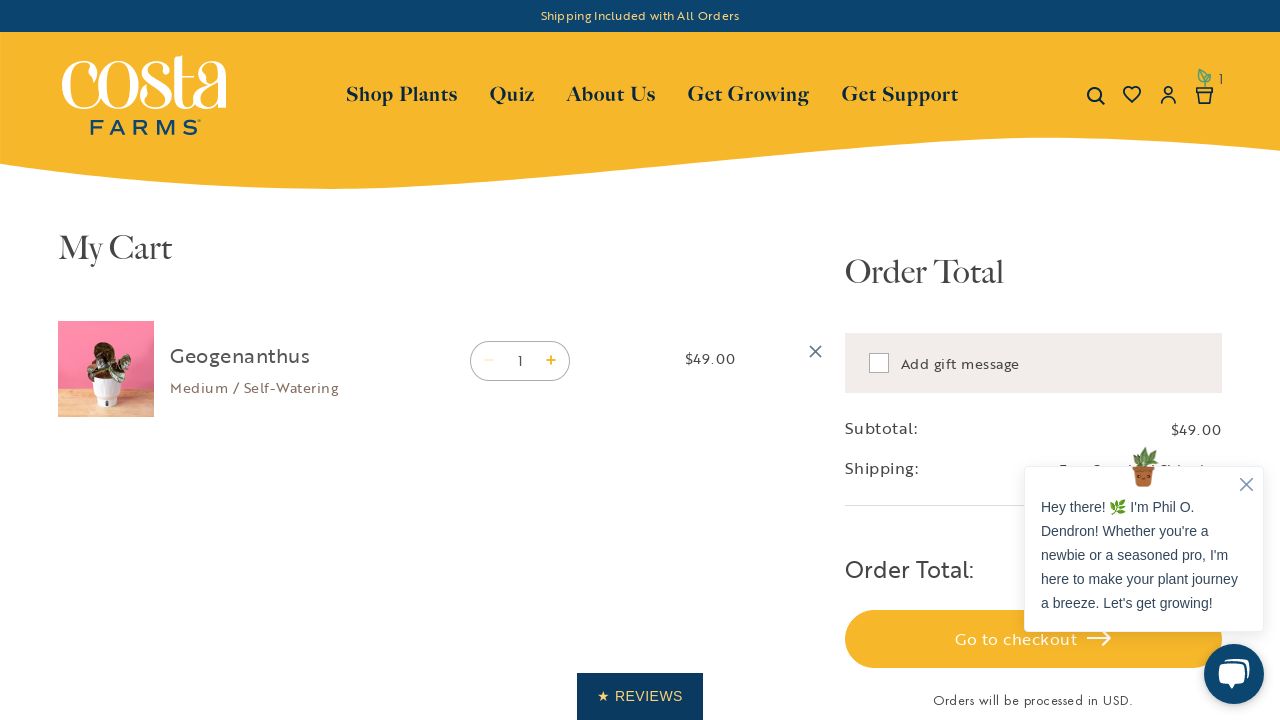 Shipping Included with All Orders
costa
FARMS
Shop Plants
Quiz
About Us
Get Growing
Get Support
1
My Cart
Order Total
Geogenanthus
Medium / Self-Watering
1
$49.00
Add gift message
Subtotal:
$49.00
Shipping:
Hey there! 🌿 I'm Phil O.
Dendron! Whether you're a
newbie or a seasoned pro, I'm
here to make your plant journey
a breeze. Let's get growing!
Order Total:
Go to checkout
★ REVIEWS
Orders will be processed in USD.